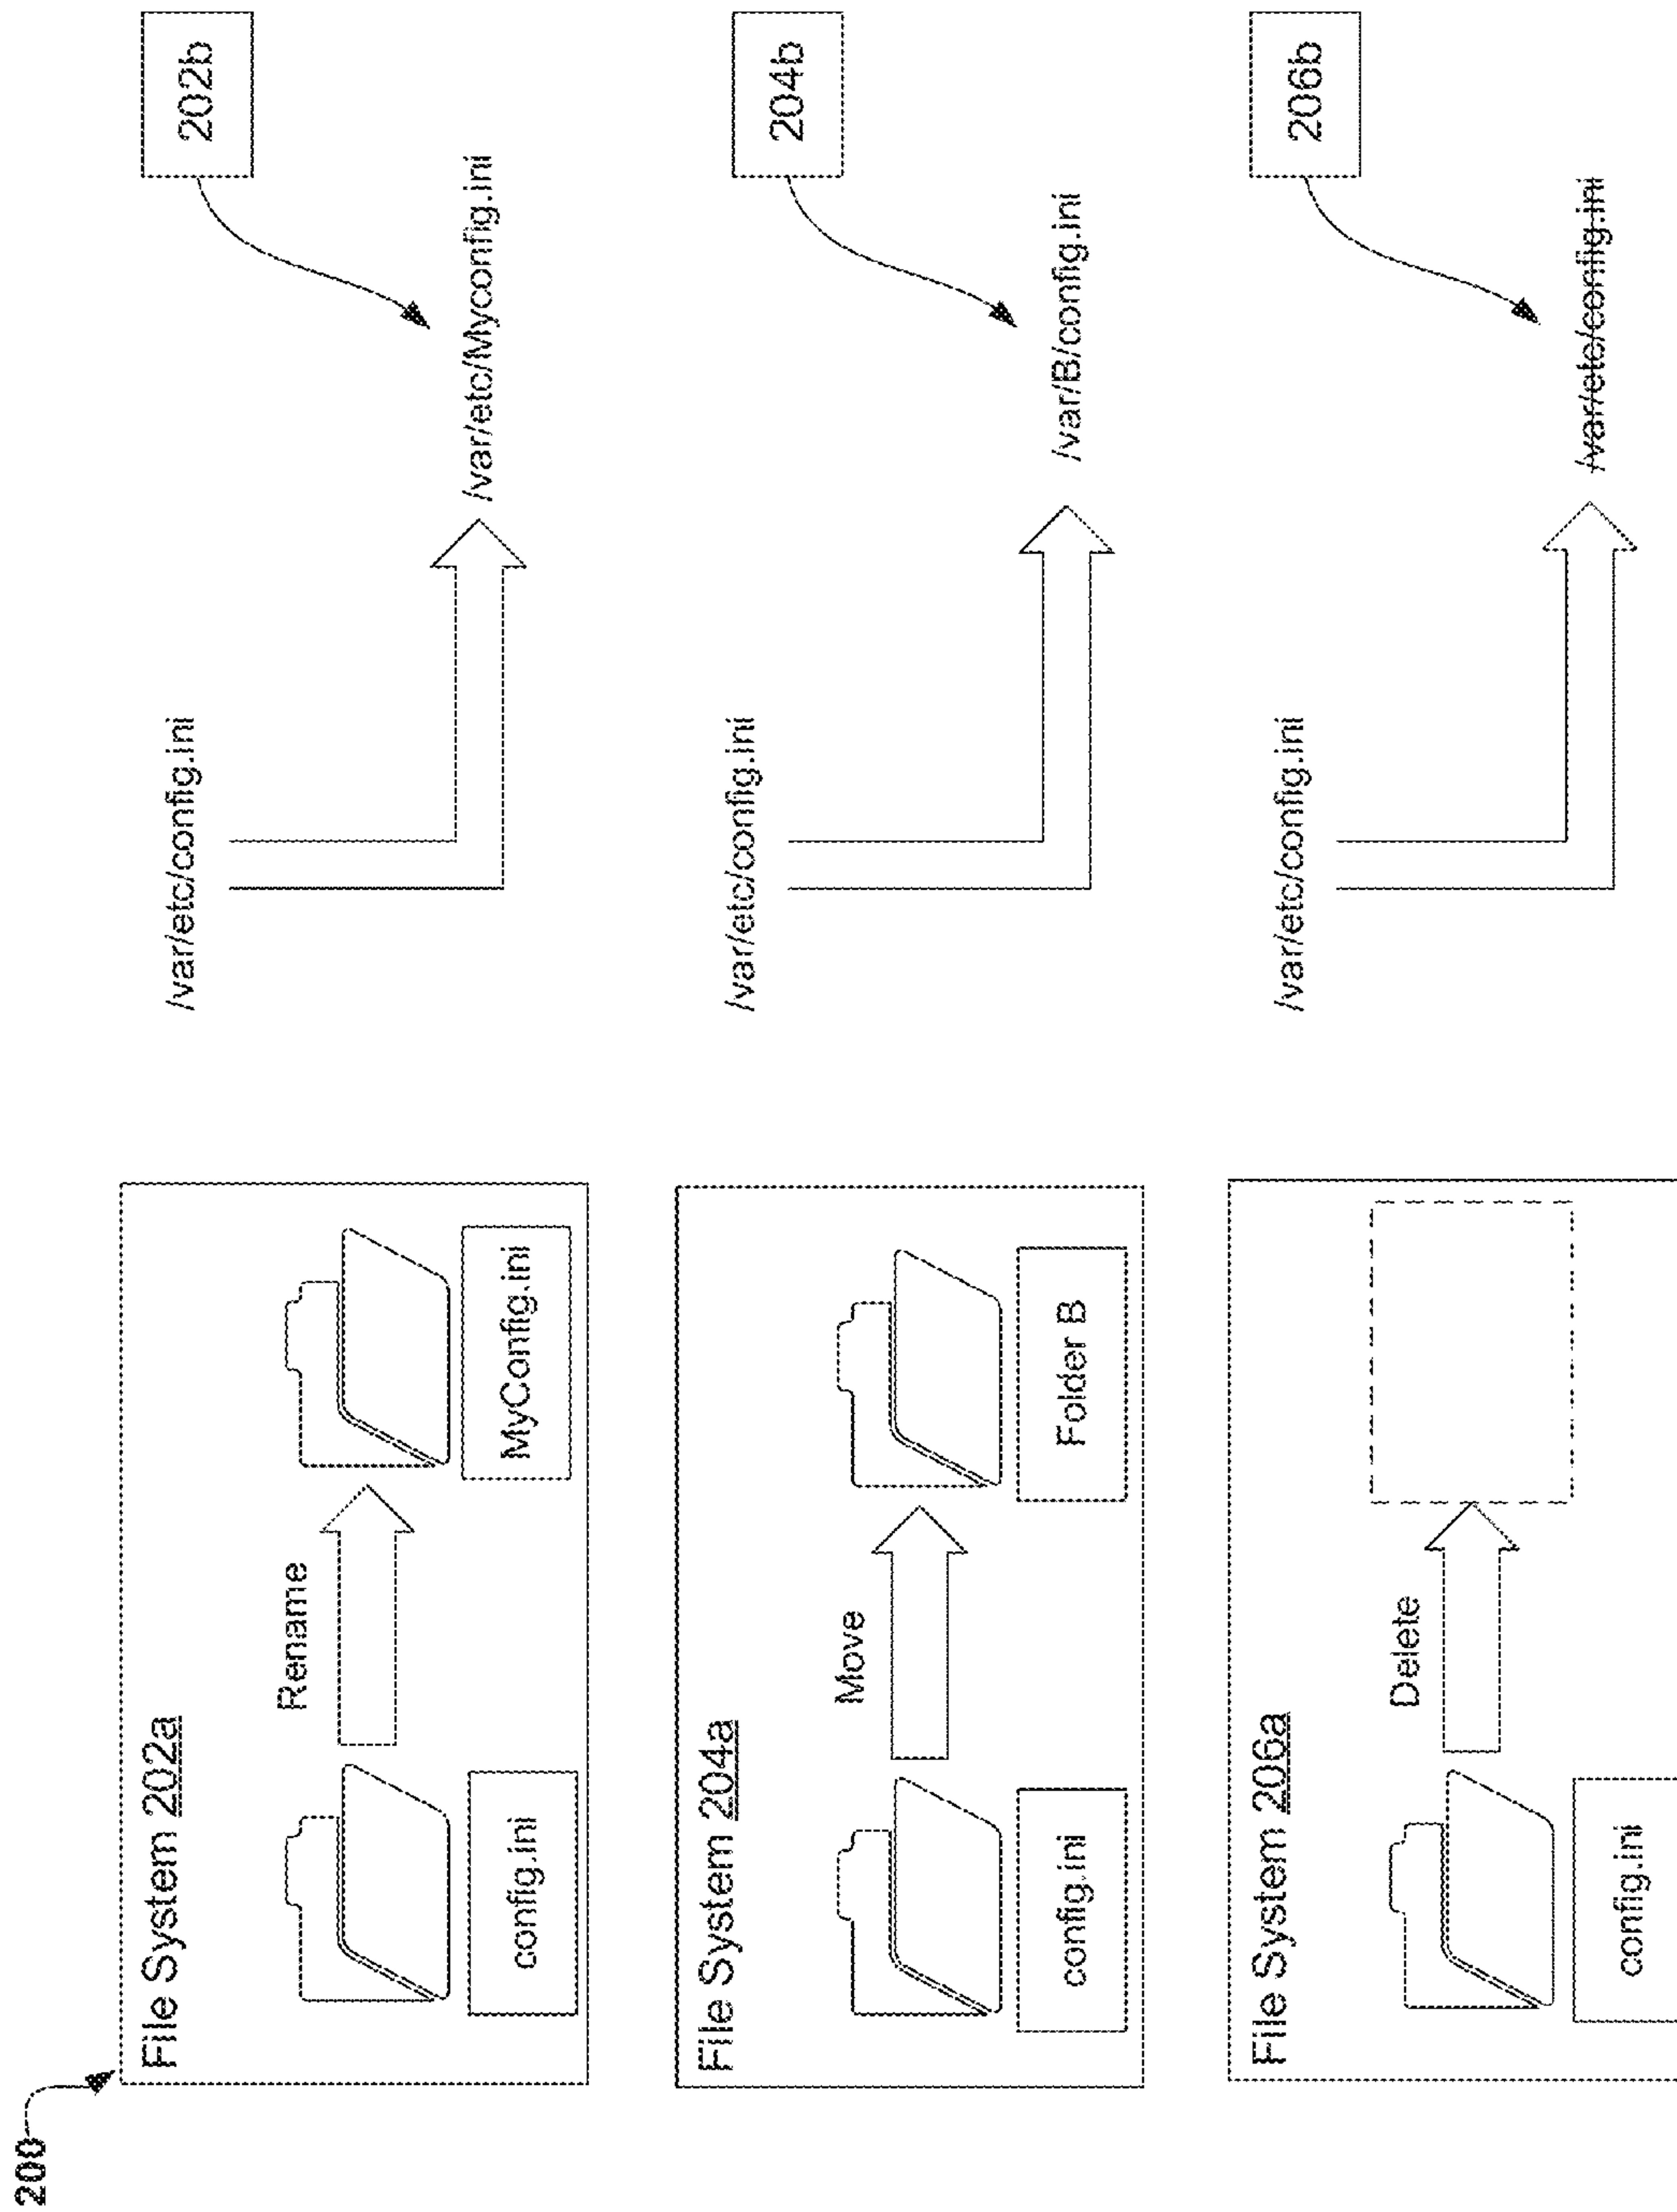 200
File System 202a
Rename
config.ini
MyConfig.ini
/var/etc/config.ini
/var/etc/Myconfig.ini
202b
File System 204a
Move
config.ini
Folder B
/var/etc/config.ini
/var/B/config.ini
204b
File System 206a
Delete
config.ini
/var/etc/config.ini
/var/etc/config.ini
206b